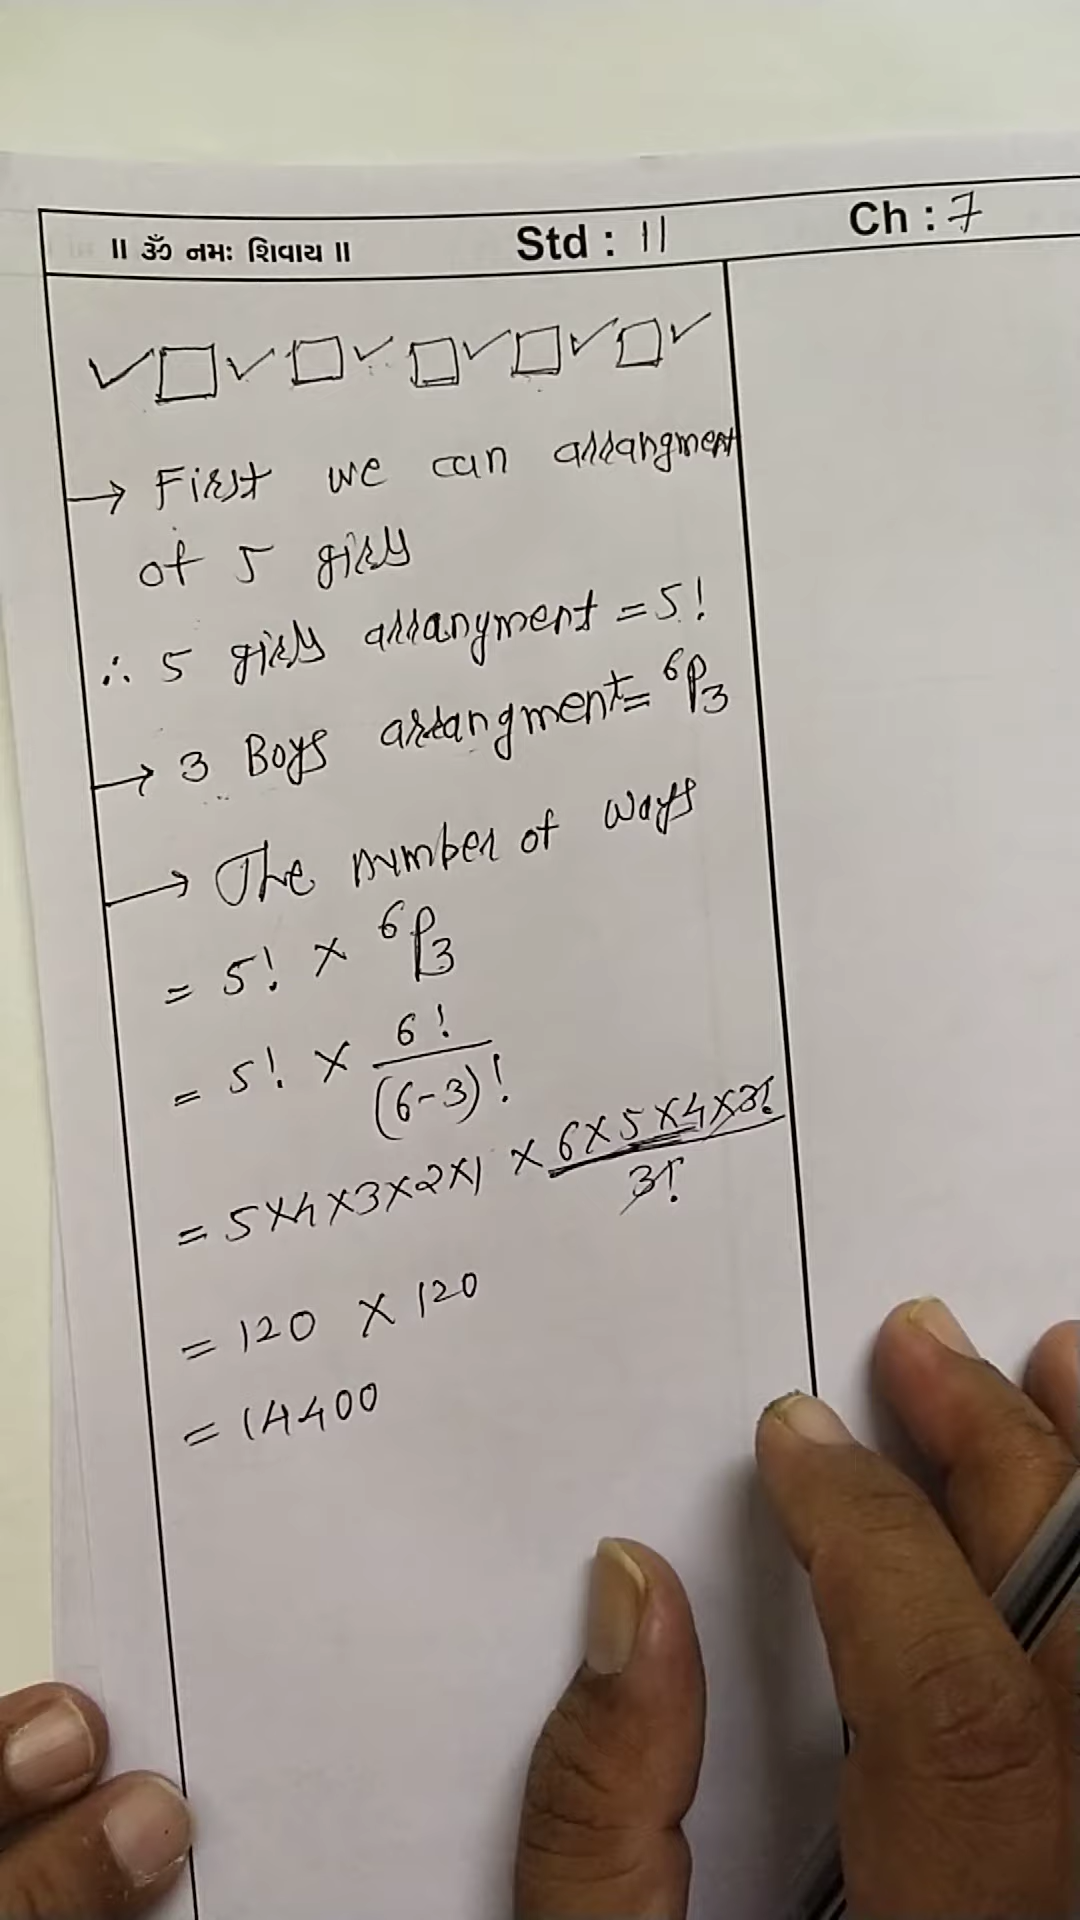 ॥ ॐ નમઃ શિવાય ॥ Std : 11 Ch : 7
→ First we can arrangment
of 5 girls
∴ 5 girls arrangment = 5!
→ 3 Boys arrangment = ⁶P₃
→ The number of ways
= 5! × ⁶P₃
= 5! × 6! / (6-3)!
= 5×4×3×2×1 × 6×5×4×3! / 3!
= 120 × 120
= 14400